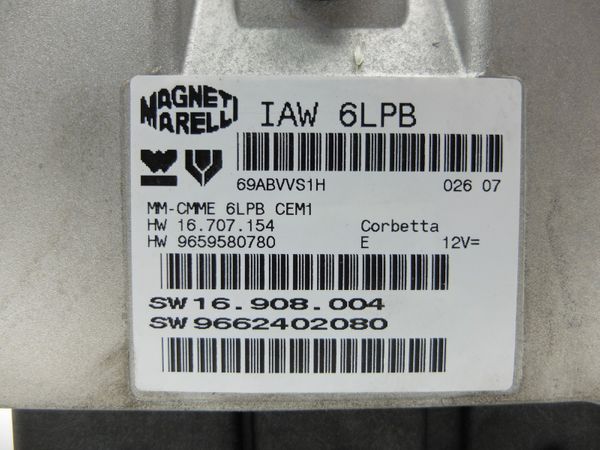 MAGNETI
MARELLI
IAW 6LPB
69ABVVS1H 026 07
MM-CMME 6LPB CEM1
HW 16.707.154 Corbetta
HW 9659580780 E 12V=
SW 16.908.004
SW 9662402080